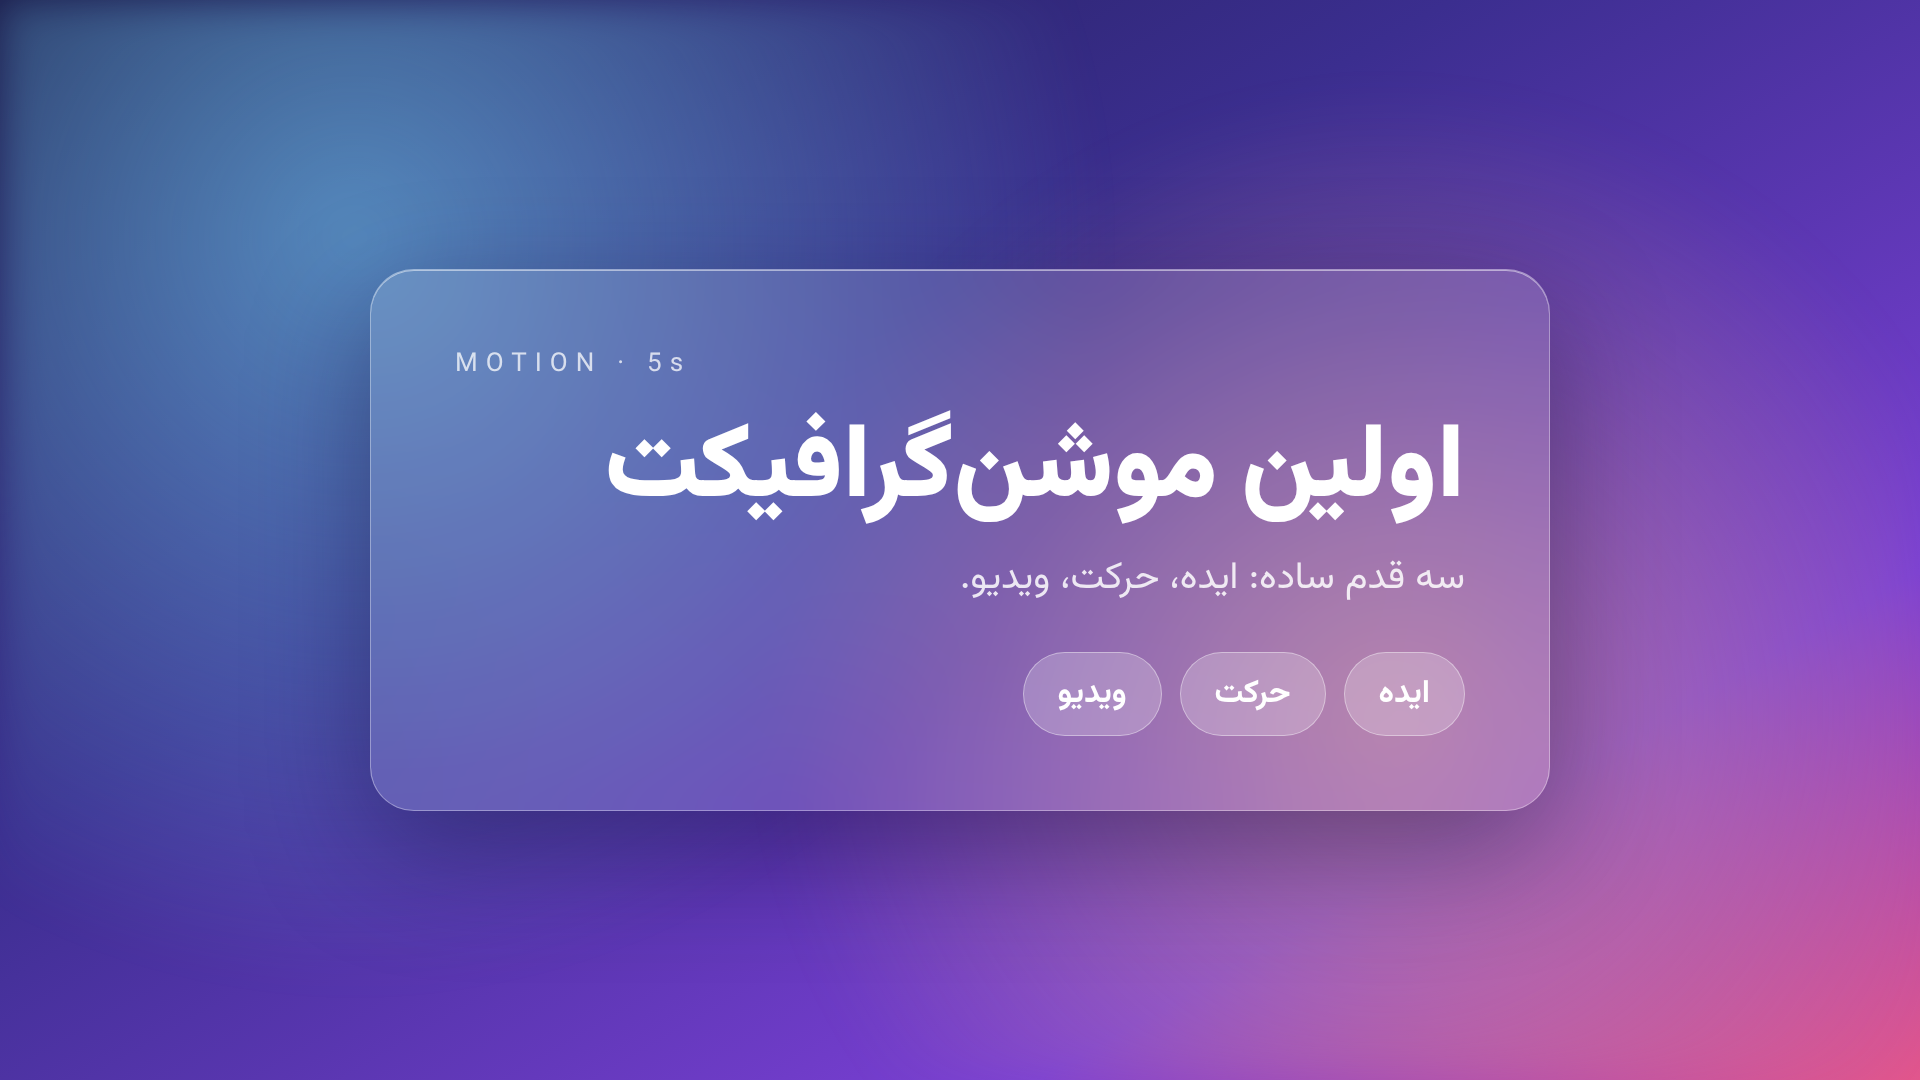 MOTION · 5s
اولین موشن‌گرافیکت
سه قدم ساده: ایده، حرکت، ویدیو.
ایده حرکت ویدیو